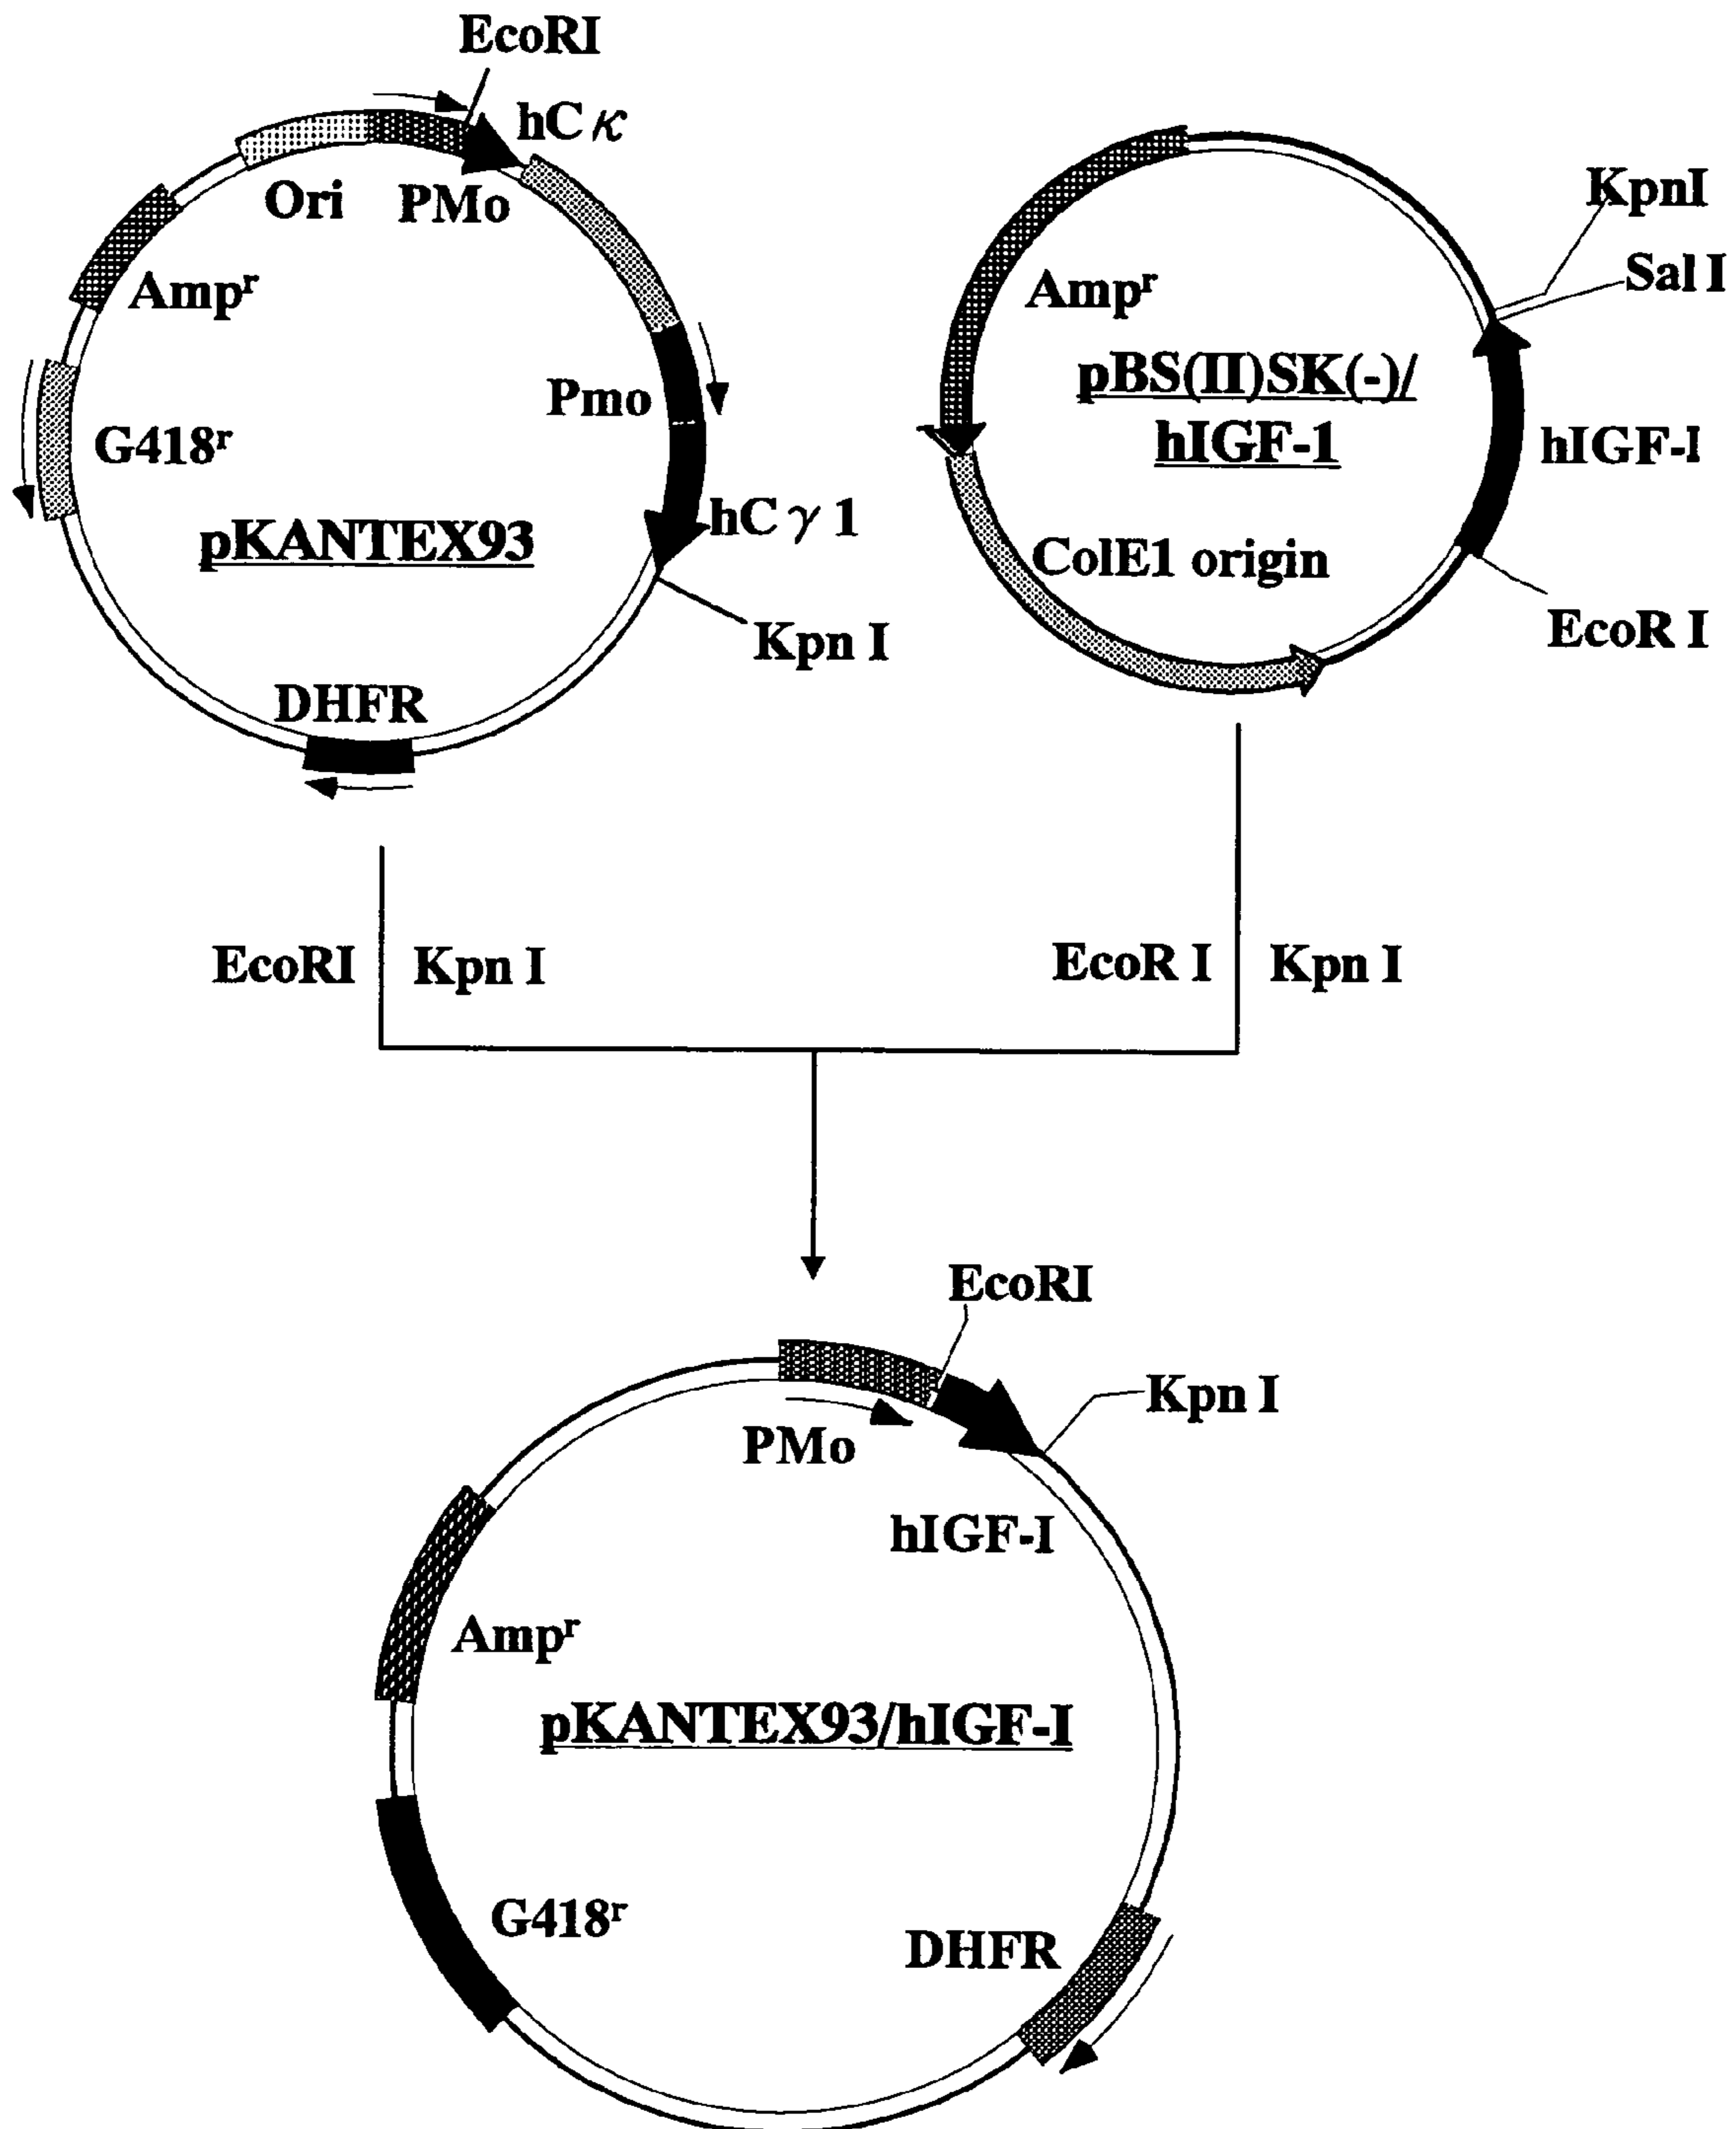 EcoRI
hCκ
Ori
PMo
Ampʳ
Pmo
G418ʳ
hCγ1
pKANTEX93
Kpn I
DHFR
KpnI
Sal I
Ampʳ
pBS(II)SK(-)/
hIGF-1
hIGF-I
ColE1 origin
EcoR I
EcoRI
Kpn I
EcoR I
Kpn I
EcoRI
Kpn I
PMo
hIGF-I
Ampʳ
pKANTEX93/hIGF-I
G418ʳ
DHFR